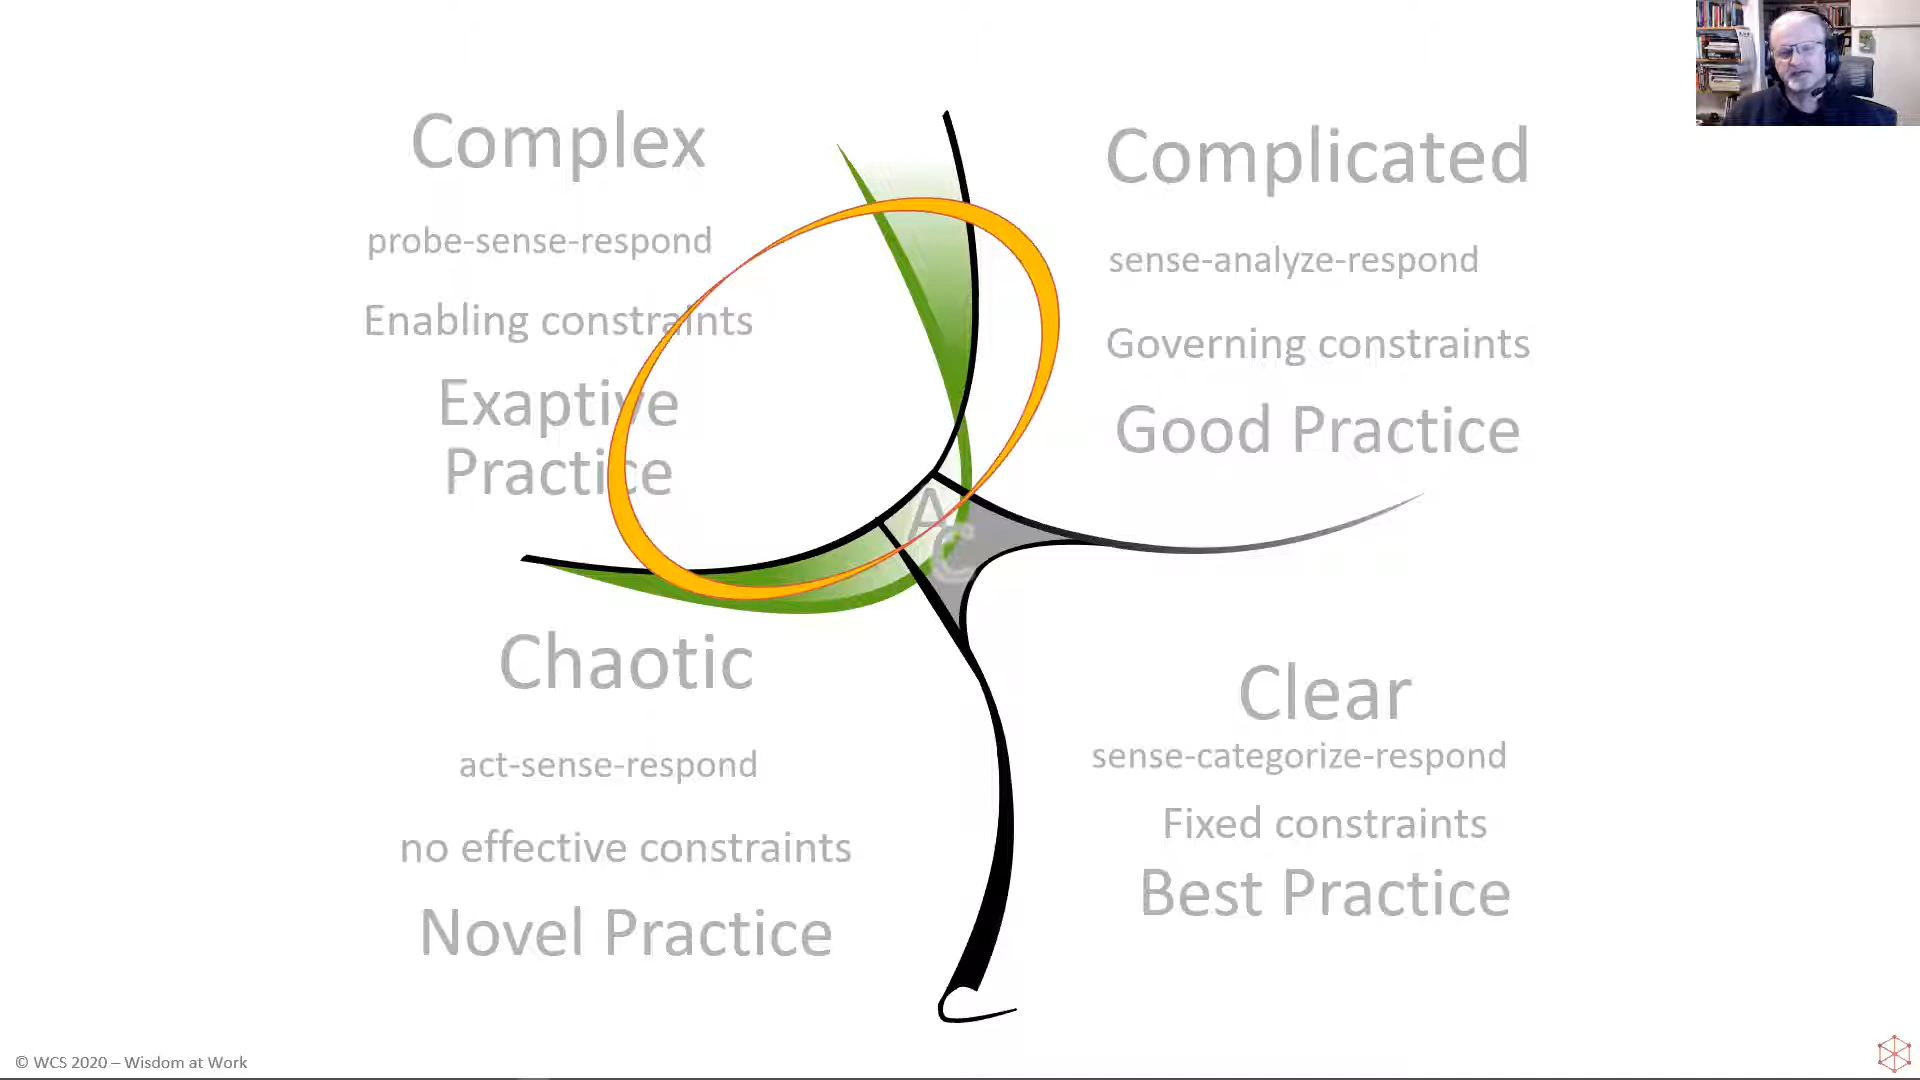 Complex
probe-sense-respond
Enabling constraints
Exaptive
Practice
Complicated
sense-analyze-respond
Governing constraints
Good Practice
A
C
Chaotic
act-sense-respond
no effective constraints
Novel Practice
Clear
sense-categorize-respond
Fixed constraints
Best Practice
© WCS 2020 – Wisdom at Work